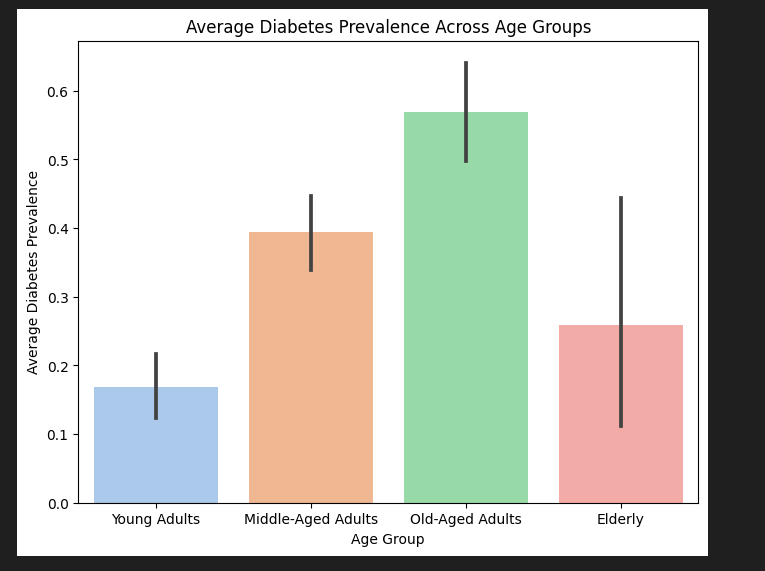 Average Diabetes Prevalence Across Age Groups
Average Diabetes Prevalence
0.6
0.5
0.4
0.3
0.2
0.1
0.0
Young Adults Middle-Aged Adults Old-Aged Adults Elderly
Age Group